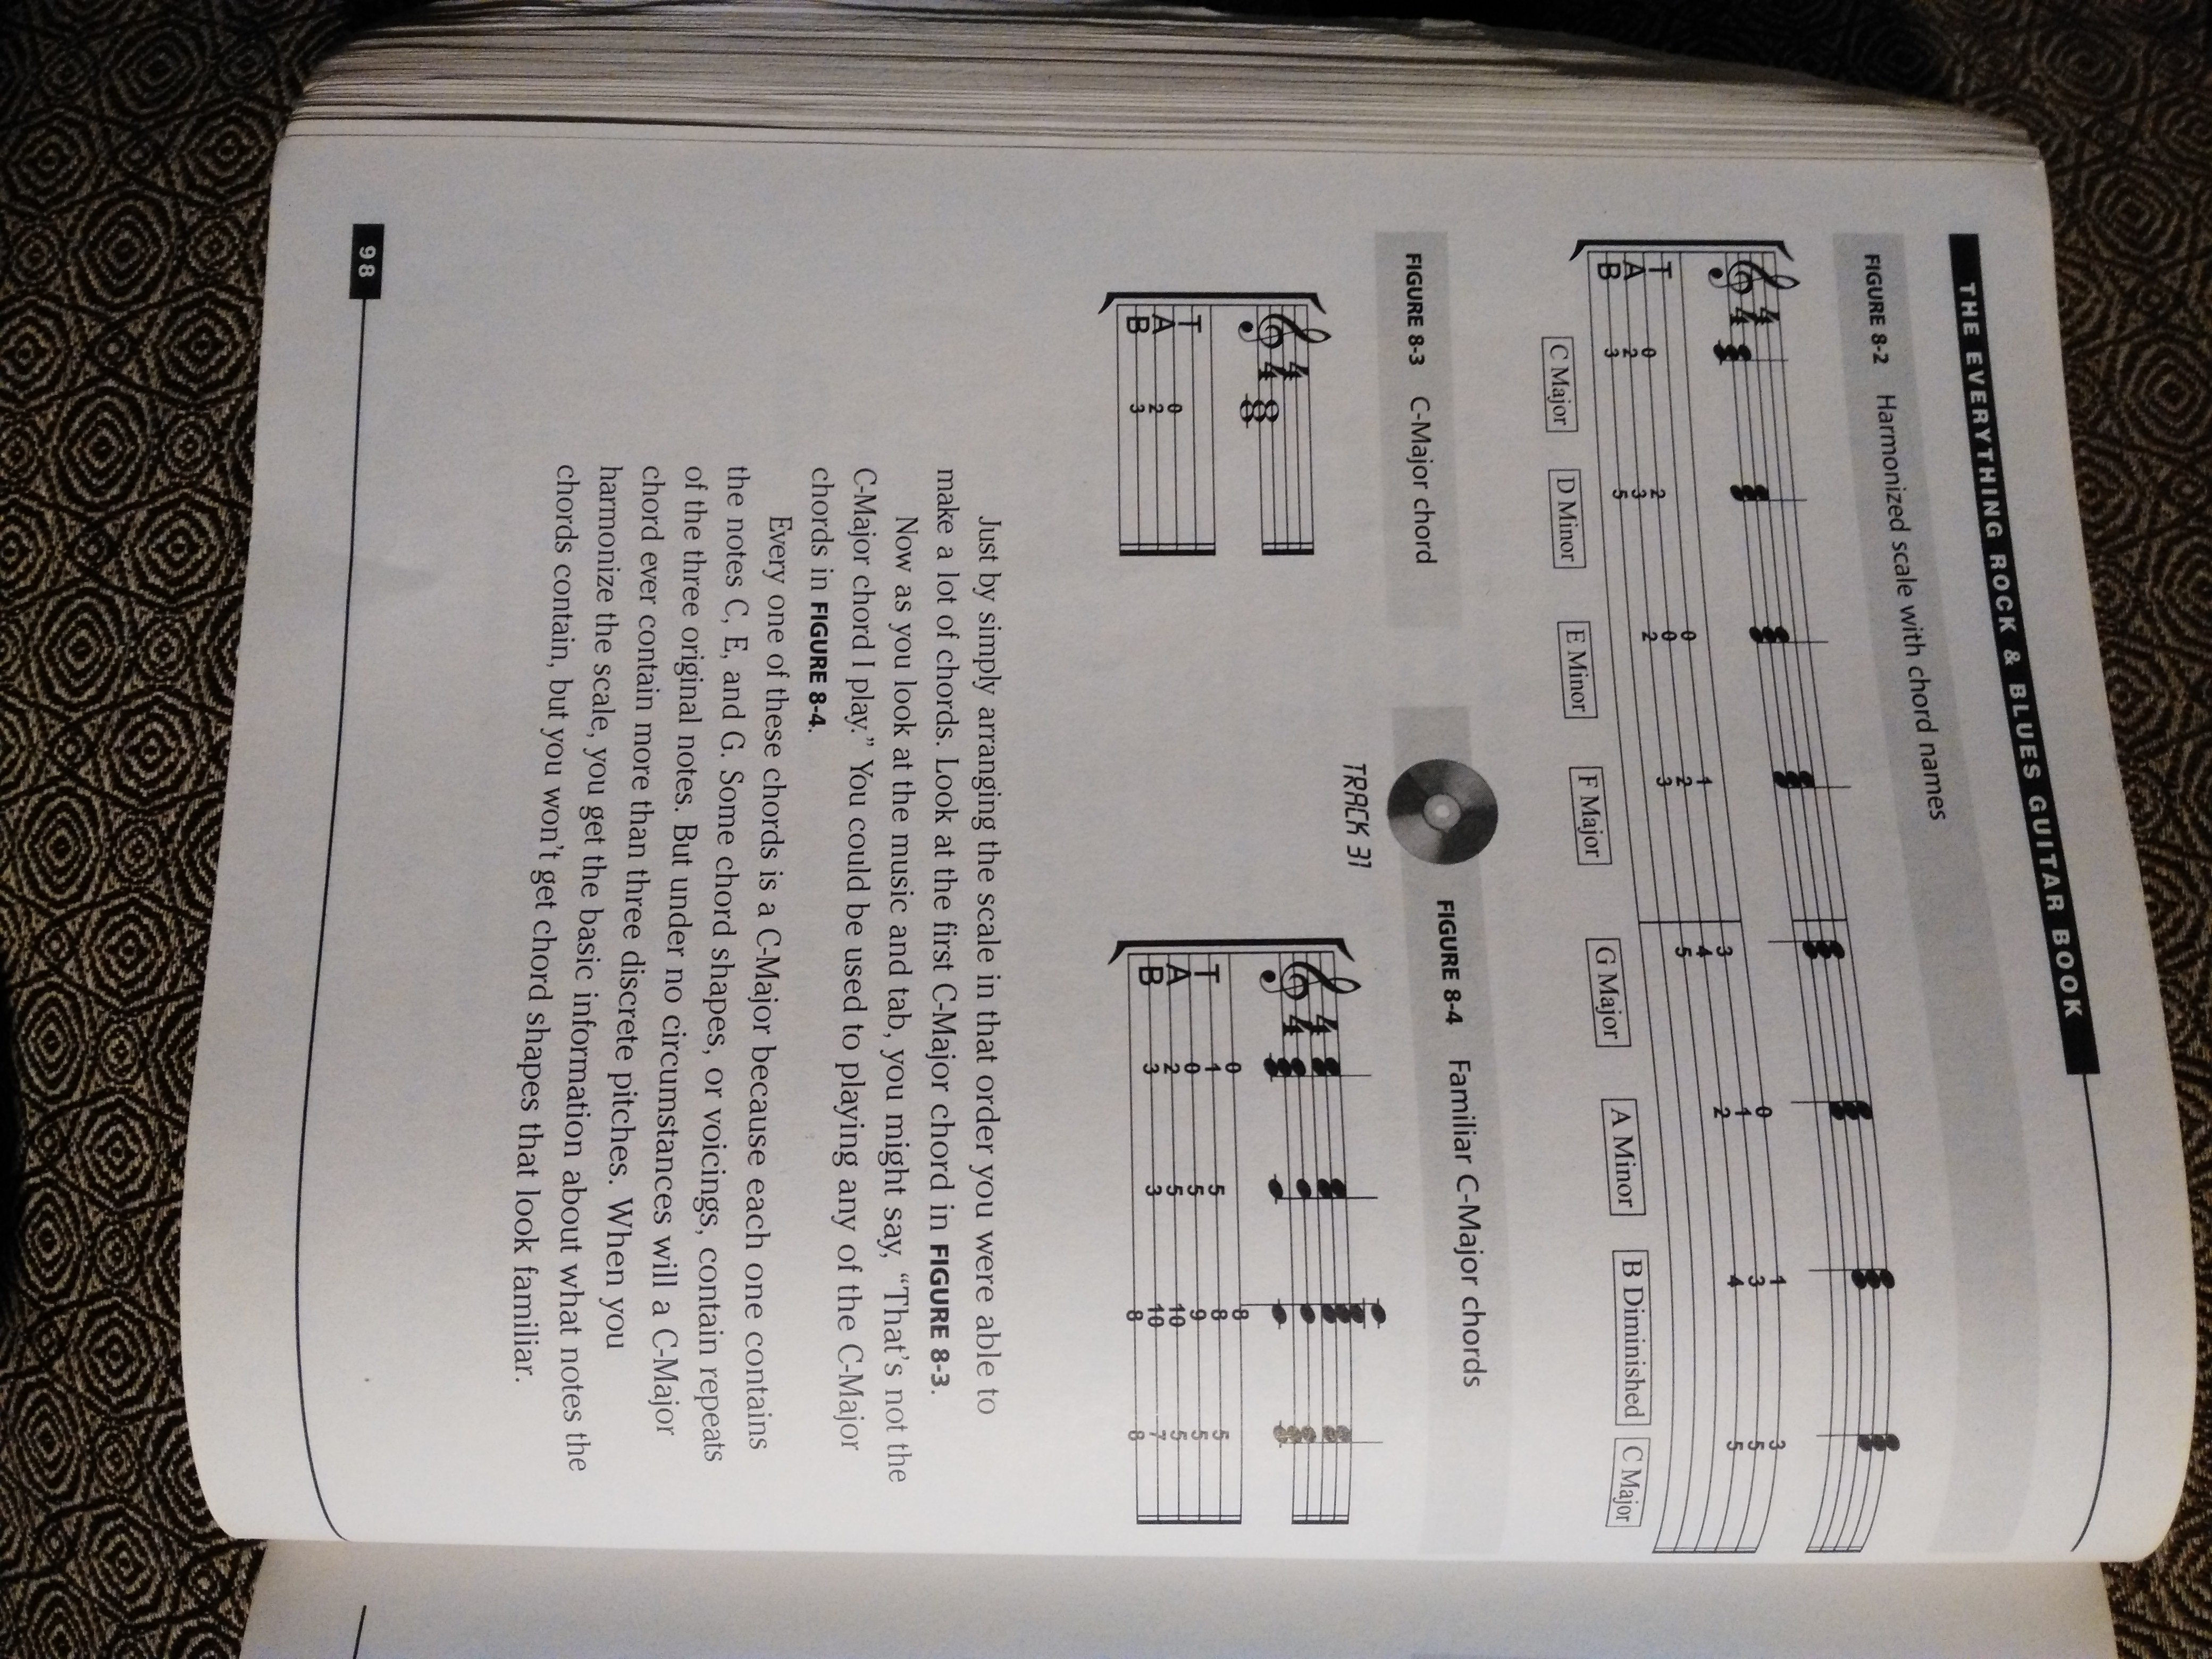 THE EVERYTHING ROCK & BLUES GUITAR BOOK
FIGURE 8-2 Harmonized scale with chord names
4
4
T
A
B
0 2 0 1 3 0 1 3
2 3 0 2 4 1 3 5
3 5 2 3 5 2 4 5
C Major D Minor E Minor F Major G Major A Minor B Diminished C Major
FIGURE 8-3 C-Major chord
4
4
T
A
B
0
2
3
TRACK 31
FIGURE 8-4 Familiar C-Major chords
4
4
T
A
B
0 8
1 5 8 5
0 5 9 5
2 5 10 5
3 3 10 7
8 8
Just by simply arranging the scale in that order you were able to
make a lot of chords. Look at the first C-Major chord in FIGURE 8-3.
Now as you look at the music and tab, you might say, “That’s not the
C-Major chord I play.” You could be used to playing any of the C-Major
chords in FIGURE 8-4.
Every one of these chords is a C-Major because each one contains
the notes C, E, and G. Some chord shapes, or voicings, contain repeats
of the three original notes. But under no circumstances will a C-Major
chord ever contain more than three discrete pitches. When you
harmonize the scale, you get the basic information about what notes the
chords contain, but you won’t get chord shapes that look familiar.
98